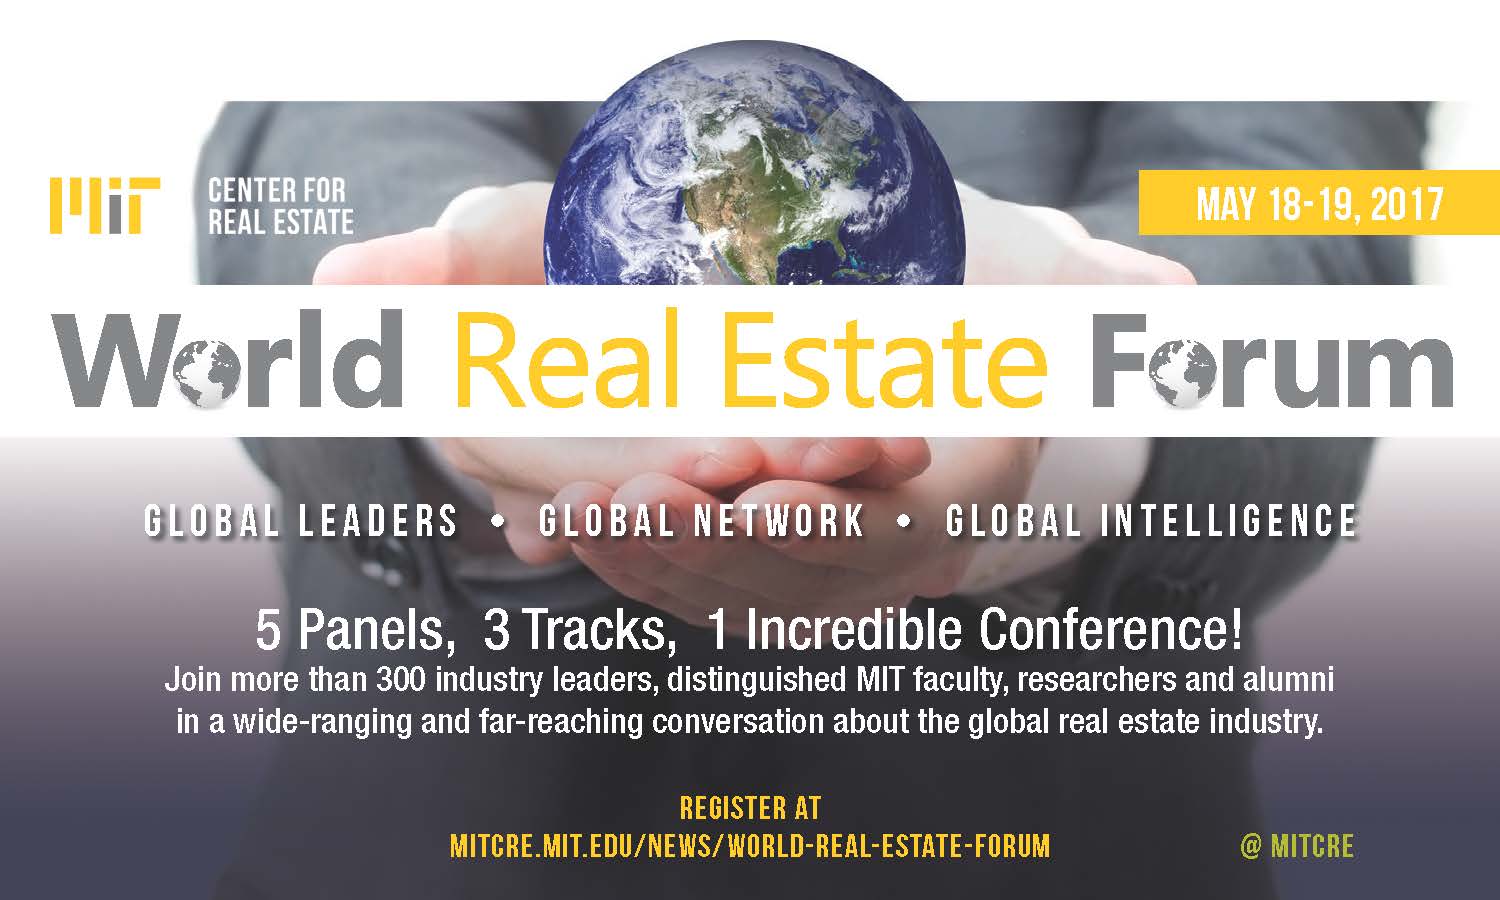 MIT
CENTER FOR
REAL ESTATE
MAY 18-19, 2017
World Real Estate Forum
GLOBAL LEADERS • GLOBAL NETWORK • GLOBAL INTELLIGENCE
5 Panels, 3 Tracks, 1 Incredible Conference!
Join more than 300 industry leaders, distinguished MIT faculty, researchers and alumni
in a wide-ranging and far-reaching conversation about the global real estate industry.
REGISTER AT
MITCRE.MIT.EDU/NEWS/WORLD-REAL-ESTATE-FORUM
@ MITCRE